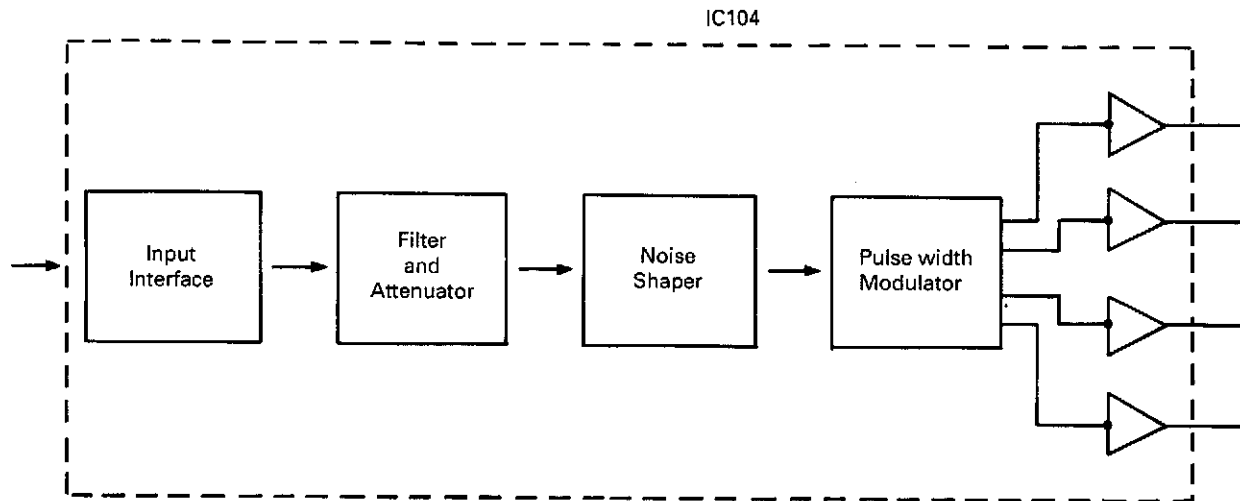 IC104
Input
Interface
Filter
and
Attenuator
Noise
Shaper
Pulse width
Modulator